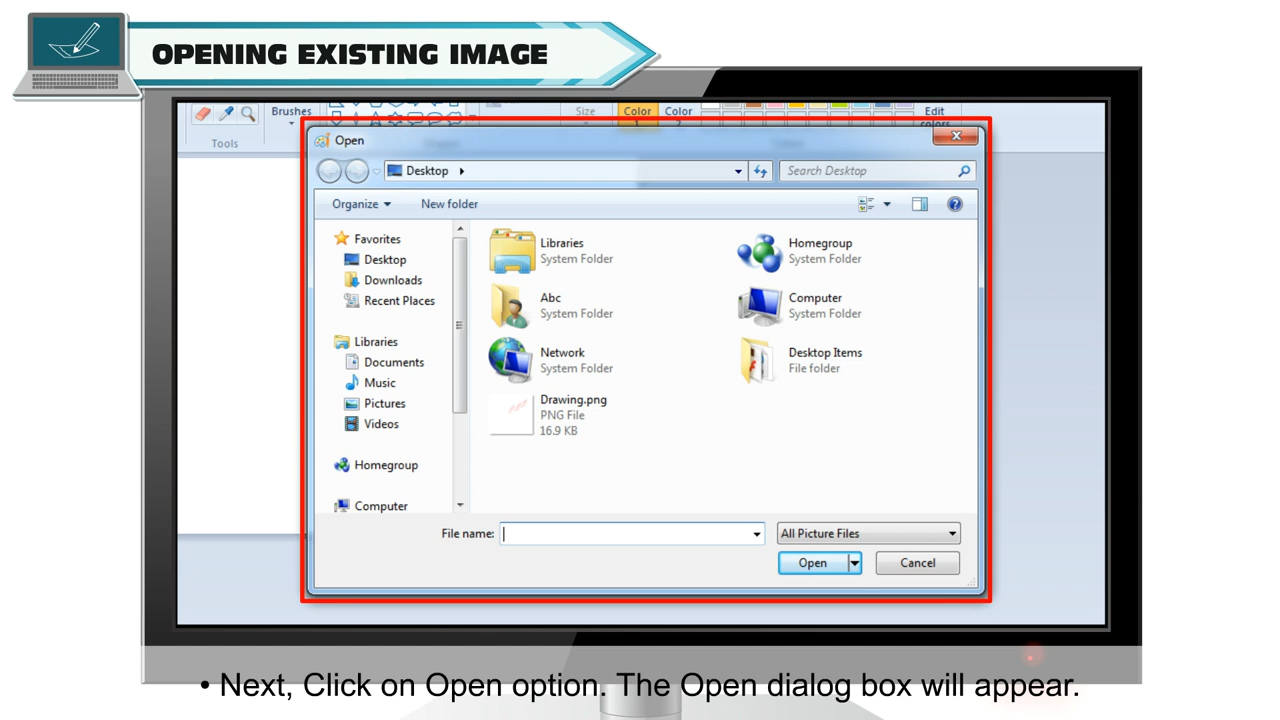 OPENING EXISTING IMAGE
Brushes
Size
Color
Color
Edit
Tools
1
2
colors
Open
Desktop
Search Desktop
Organize
New folder
Favorites
Desktop
Downloads
Recent Places
Libraries
Documents
Music
Pictures
Videos
Homegroup
Computer
Libraries
System Folder
Homegroup
System Folder
Abc
System Folder
Computer
System Folder
Network
System Folder
Desktop Items
File folder
Drawing.png
PNG File
16.9 KB
File name:
All Picture Files
Open
Cancel
• Next, Click on Open option. The Open dialog box will appear.